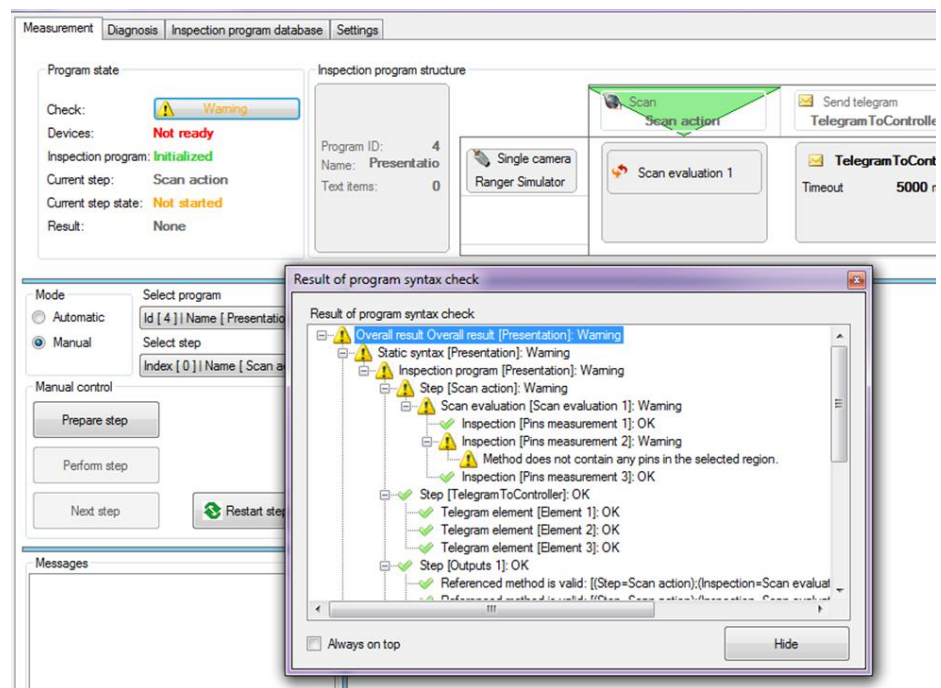 Measurement
Diagnosis
Inspection program database
Settings
Program state
Check:
Warning
Devices:
Not ready
Inspection program:
Initialized
Current step:
Scan action
Current step state:
Not started
Result:
None
Inspection program structure
Program ID: 4
Name: Presentatio
Text items: 0
Single camera
Ranger Simulator
Scan
Scan action
Scan evaluation 1
Send telegram
TelegramToControlle
TelegramToCont
Timeout 5000
Mode
Automatic
Manual
Select program
Id [ 4 ] | Name [ Presentatio
Select step
Index [ 0 ] | Name [ Scan a
Manual control
Prepare step
Perform step
Next step
Restart step
Messages
Result of program syntax check
Result of program syntax check
Overall result Overall result [Presentation]: Warning
Static syntax [Presentation]: Warning
Inspection program [Presentation]: Warning
Step [Scan action]: Warning
Scan evaluation [Scan evaluation 1]: Warning
Inspection [Pins measurement 1]: OK
Inspection [Pins measurement 2]: Warning
Method does not contain any pins in the selected region.
Inspection [Pins measurement 3]: OK
Step [TelegramToController]: OK
Telegram element [Element 1]: OK
Telegram element [Element 2]: OK
Telegram element [Element 3]: OK
Step [Outputs 1]: OK
Referenced method is valid: [(Step=Scan action);(Inspection=Scan evaluat
Always on top
Hide